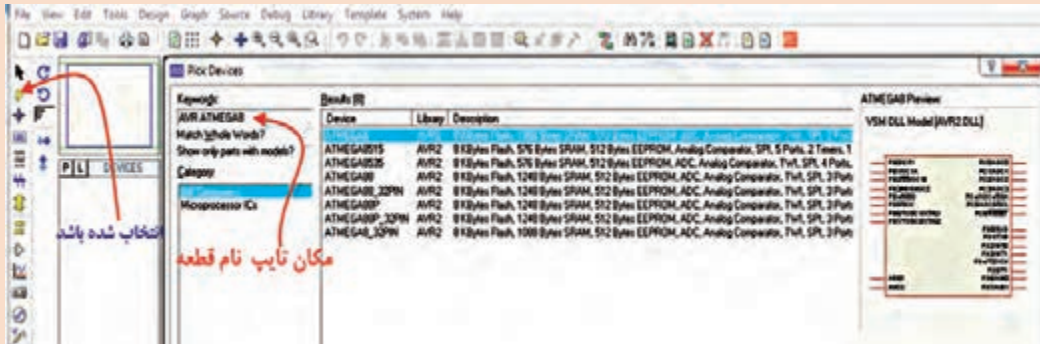 File View Edit Tools Design Graph Source Debug Library Template System Help
Pick Devices
Keywords:
AVR ATMEGA8
Match Whole Words?
Show only parts with models?
Category:
Microprocessor ICs
Results (8)
Device Library Description
ATMEGA8 AVR2
ATMEGA8515 AVR2 8 KBytes Flash, 576 Bytes SRAM, 512 Bytes EEPROM, Analog Comparator, SPI, 5 Ports, 2 Timers, 1
ATMEGA8535 AVR2 8 KBytes Flash, 576 Bytes SRAM, 512 Bytes EEPROM, ADC, Analog Comparator, TWI, SPI, 4 Ports,
ATMEGA88 AVR2 8 KBytes Flash, 1248 Bytes SRAM, 512 Bytes EEPROM, ADC, Analog Comparator, TWI, SPI, 3 Ports
ATMEGA88_32PIN AVR2 8 KBytes Flash, 1248 Bytes SRAM, 512 Bytes EEPROM, ADC, Analog Comparator, TWI, SPI, 3 Ports
ATMEGA88P AVR2 8 KBytes Flash, 1248 Bytes SRAM, 512 Bytes EEPROM, ADC, Analog Comparator, TWI, SPI, 3 Ports
ATMEGA88P_32PIN AVR2 8 KBytes Flash, 1248 Bytes SRAM, 512 Bytes EEPROM, ADC, Analog Comparator, TWI, SPI, 3 Ports
ATMEGA8_32PIN AVR2 8 KBytes Flash, 1088 Bytes SRAM, 512 Bytes EEPROM, ADC, Analog Comparator, TWI, SPI, 3 Ports
ATMEGA8 Preview:
VSM DLL Model [AVR2.DLL]
P L DEVICES
انتخاب شده باشد
مکان تایپ نام قطعه